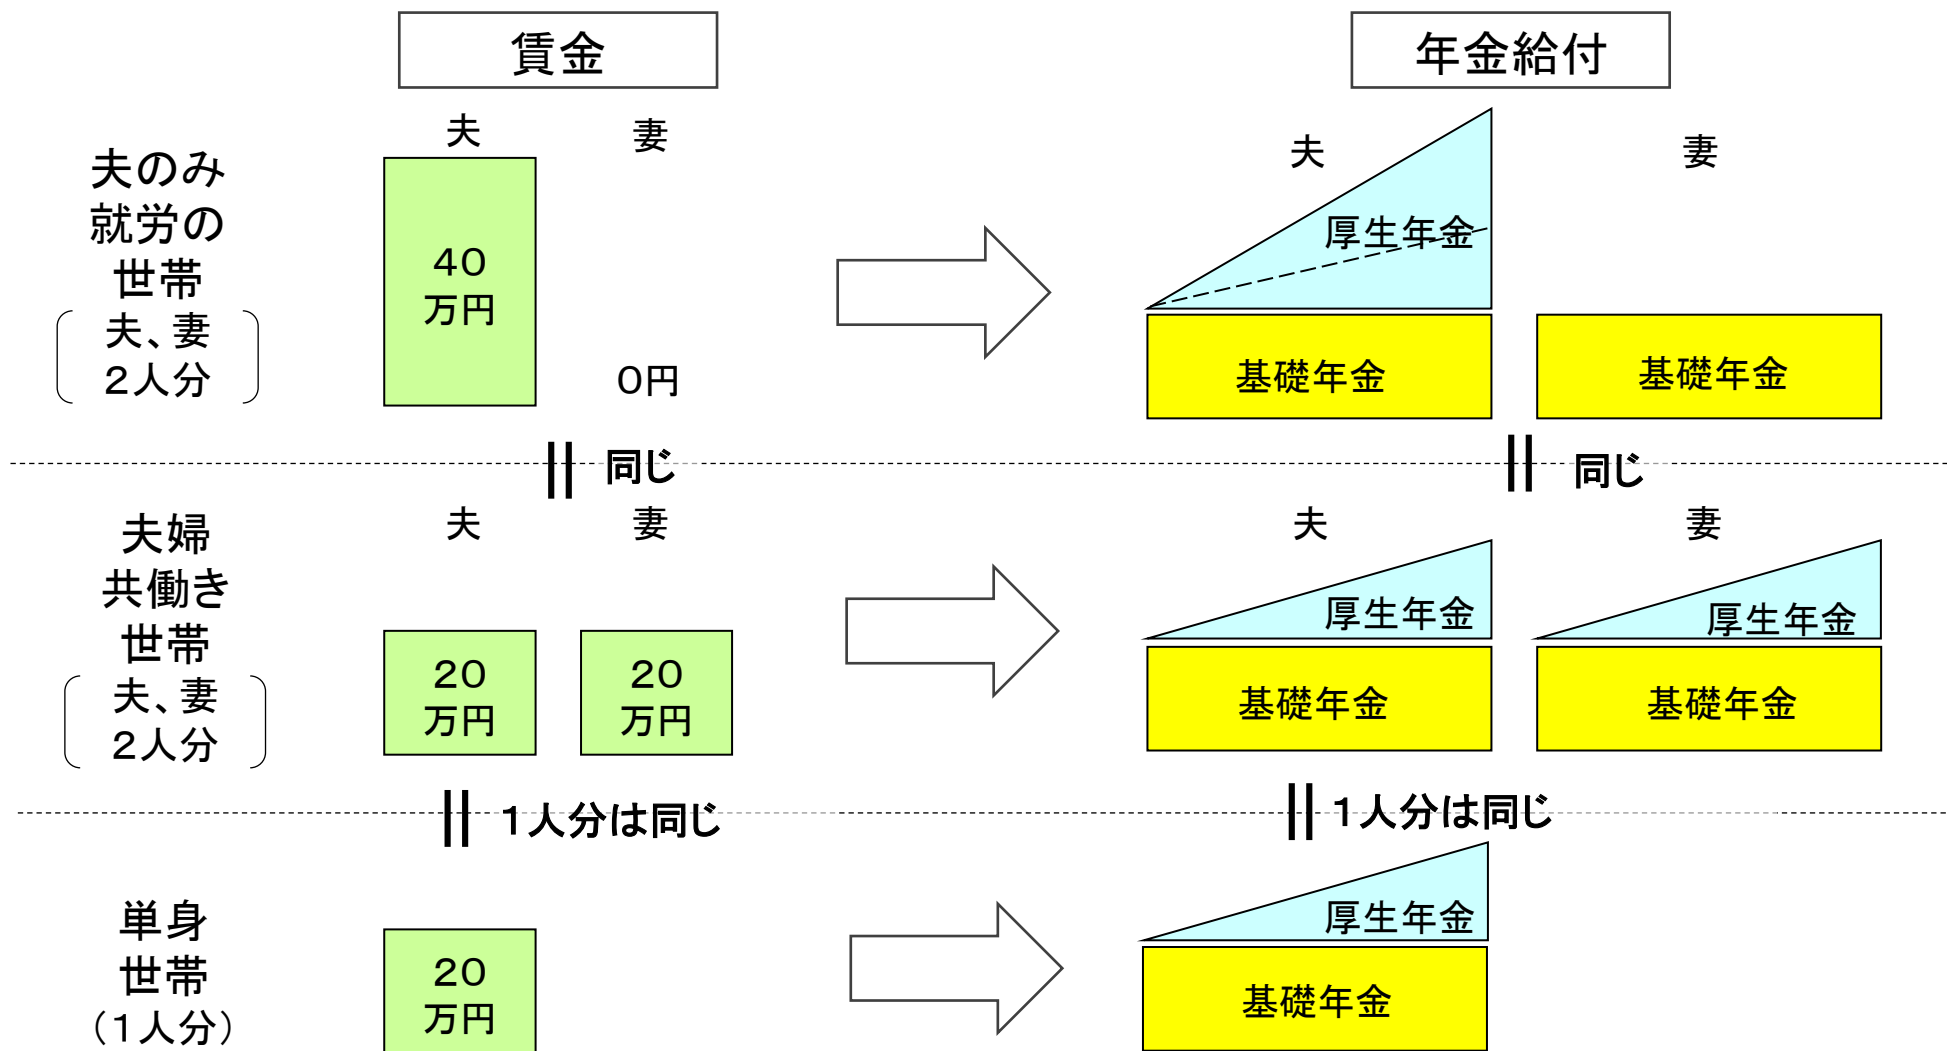 賃金
年金給付
夫のみ
就労の
世帯
夫、妻
2人分
夫
妻
40
万円
0円
夫
妻
厚生年金
基礎年金
基礎年金
同じ
同じ
夫婦
共働き
世帯
夫、妻
2人分
夫
妻
20
万円
20
万円
夫
妻
厚生年金
厚生年金
基礎年金
基礎年金
1人分は同じ
1人分は同じ
単身
世帯
(1人分)
20
万円
厚生年金
基礎年金